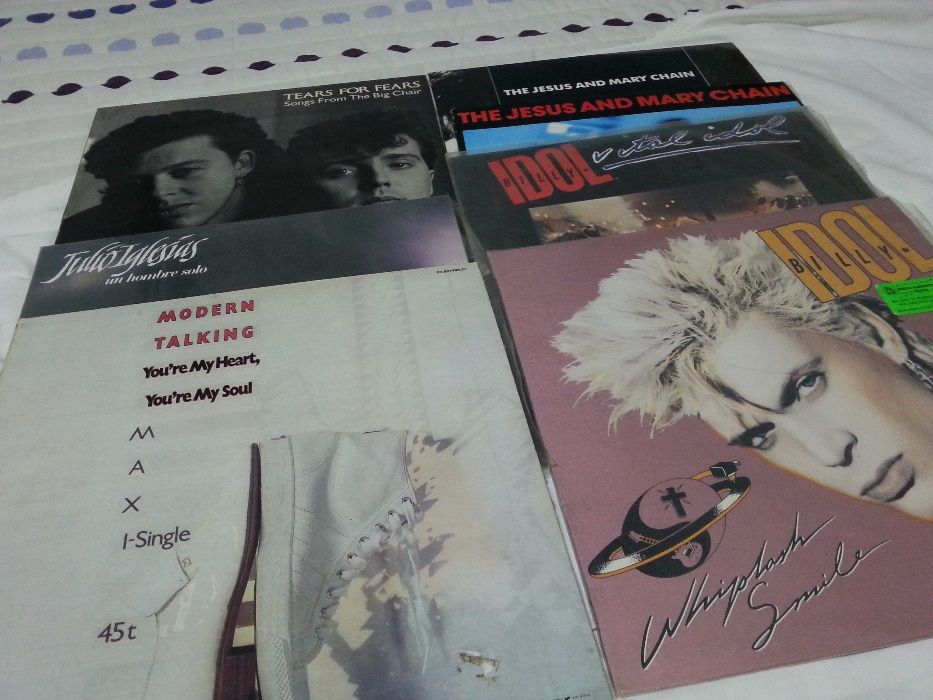 TEARS FOR FEARS
Songs From The Big Chair
THE JESUS AND MARY CHAIN
THE JESUS AND MARY CHAIN
IDOL
BILLY
vital idol
Julio Iglesias
un hombre solo
MODERN
TALKING
You're My Heart,
You're My Soul
M
A
X
I-Single
45t
IDOL
BILLY
Whiplash
Smile